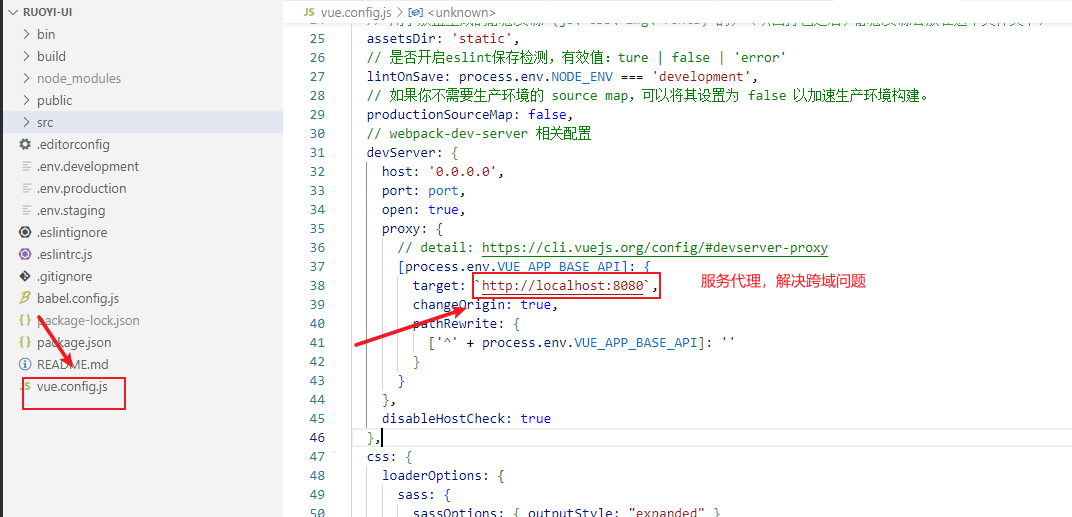 RUOYI-UI
bin
build
node_modules
public
src
.editorconfig
.env.development
.env.production
.env.staging
.eslintignore
.eslintrc.js
.gitignore
babel.config.js
package-lock.json
package.json
README.md
JS vue.config.js
JS vue.config.js > <unknown>
25 assetsDir: 'static',
26 // 是否开启eslint保存检测，有效值：ture | false | 'error'
27 lintOnSave: process.env.NODE_ENV === 'development',
28 // 如果你不需要生产环境的 source map，可以将其设置为 false 以加速生产环境构建。
29 productionSourceMap: false,
30 // webpack-dev-server 相关配置
31 devServer: {
32 host: '0.0.0.0',
33 port: port,
34 open: true,
35 proxy: {
36 // detail: https://cli.vuejs.org/config/#devserver-proxy
37 [process.env.VUE_APP_BASE_API]: {
38 target: `http://localhost:8080`,
服务代理，解决跨域问题
39 changeOrigin: true,
40 pathRewrite: {
41 ['^' + process.env.VUE_APP_BASE_API]: ''
42 }
43 }
44 },
45 disableHostCheck: true
46 },
47 css: {
48 loaderOptions: {
49 sass: {
50 sassOptions: { outputStyle: "expanded" }